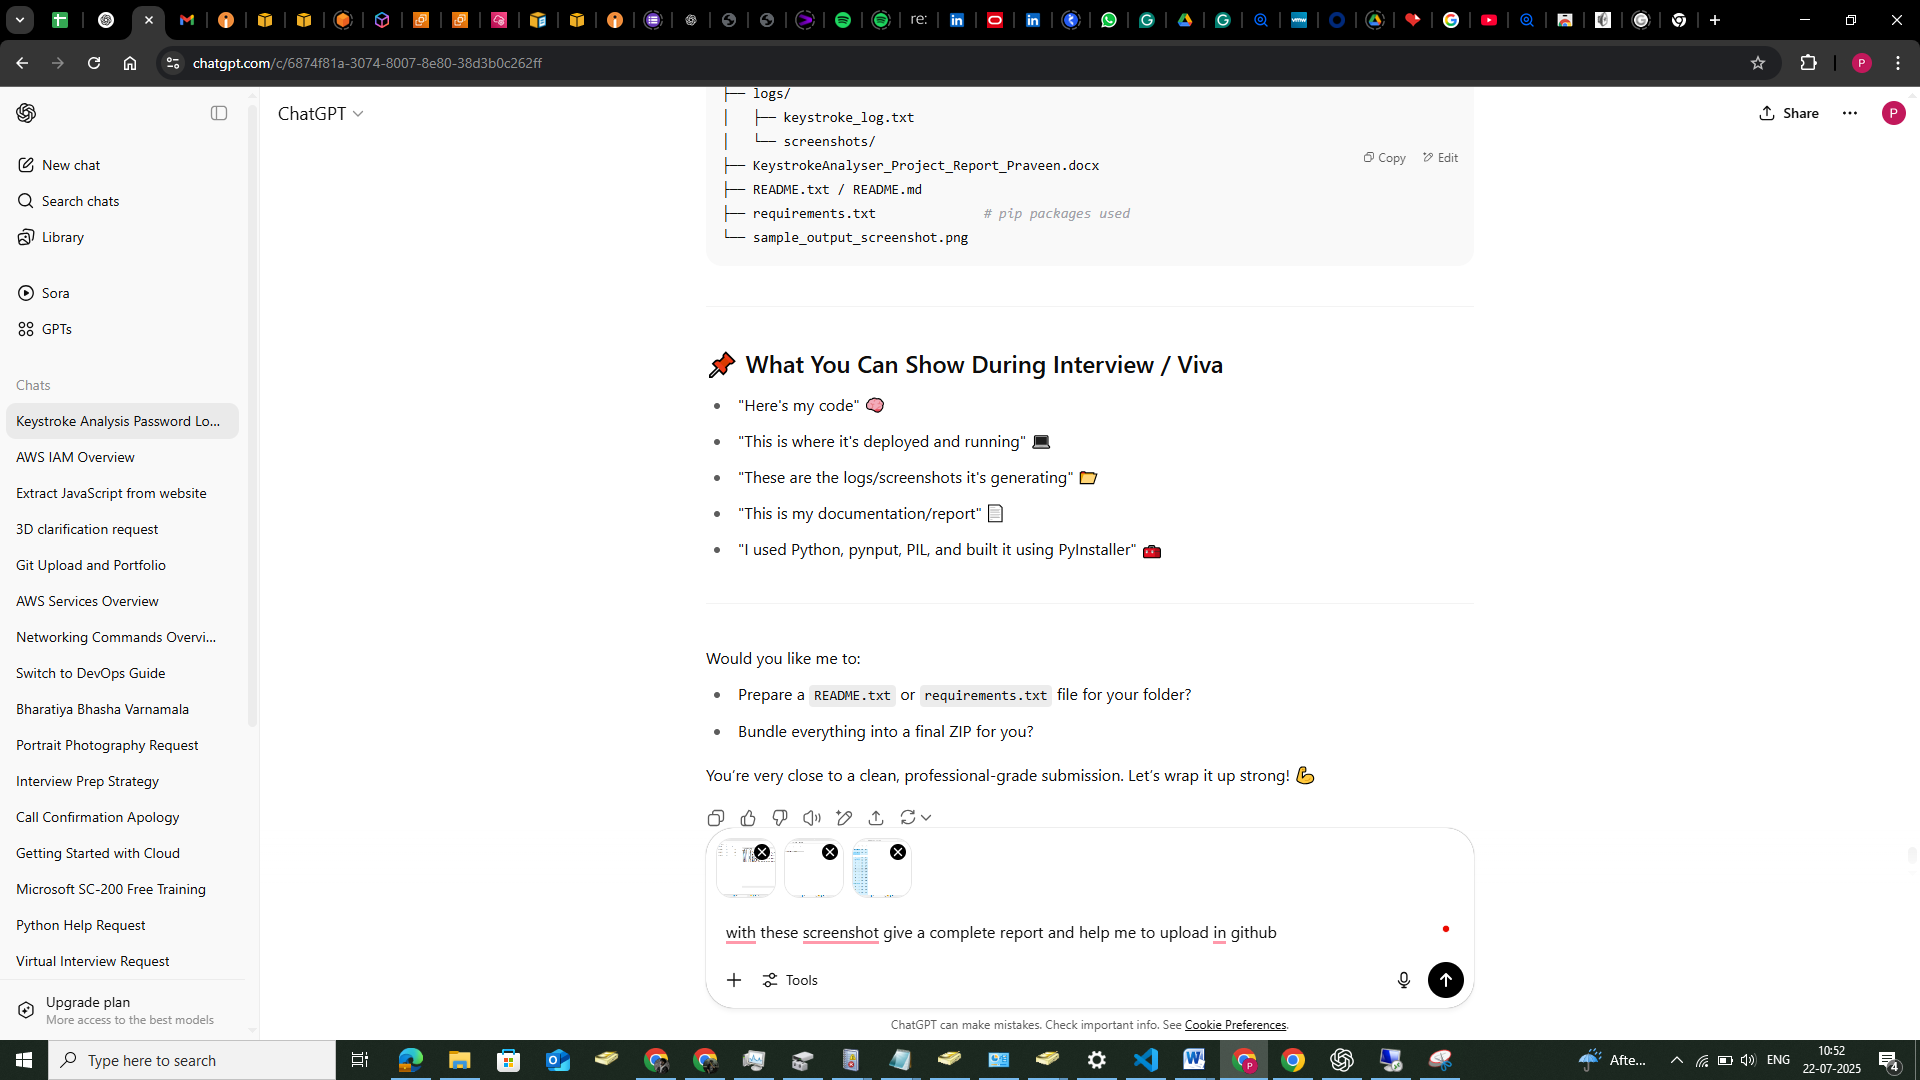 re:
chatgpt.com/c/6874f81a-3074-8007-8e80-38d3b0c262ff
P
ChatGPT
Share
P
New chat
Search chats
Library
Sora
GPTs
Chats
Keystroke Analysis Password Lo...
AWS IAM Overview
Extract JavaScript from website
3D clarification request
Git Upload and Portfolio
AWS Services Overview
Networking Commands Overvi...
Switch to DevOps Guide
Bharatiya Bhasha Varnamala
Portrait Photography Request
Interview Prep Strategy
Call Confirmation Apology
Getting Started with Cloud
Microsoft SC-200 Free Training
Python Help Request
Virtual Interview Request
Upgrade plan
More access to the best models
├── logs/
│   ├── keystroke_log.txt
│   └── screenshots/
Copy Edit
├── KeystrokeAnalyser_Project_Report_Praveen.docx
├── README.txt / README.md
├── requirements.txt # pip packages used
└── sample_output_screenshot.png
📌 What You Can Show During Interview / Viva
• "Here's my code" 🧠
• "This is where it's deployed and running" 💻
• "These are the logs/screenshots it's generating" 📂
• "This is my documentation/report" 📄
• "I used Python, pynput, PIL, and built it using PyInstaller" 🧰
Would you like me to:
• Prepare a README.txt or requirements.txt file for your folder?
• Bundle everything into a final ZIP for you?
You’re very close to a clean, professional-grade submission. Let’s wrap it up strong! 💪
with these screenshot give a complete report and help me to upload in github
Tools
ChatGPT can make mistakes. Check important info. See Cookie Preferences.
Type here to search
Afte...
ENG
10:52
22-07-2025
4